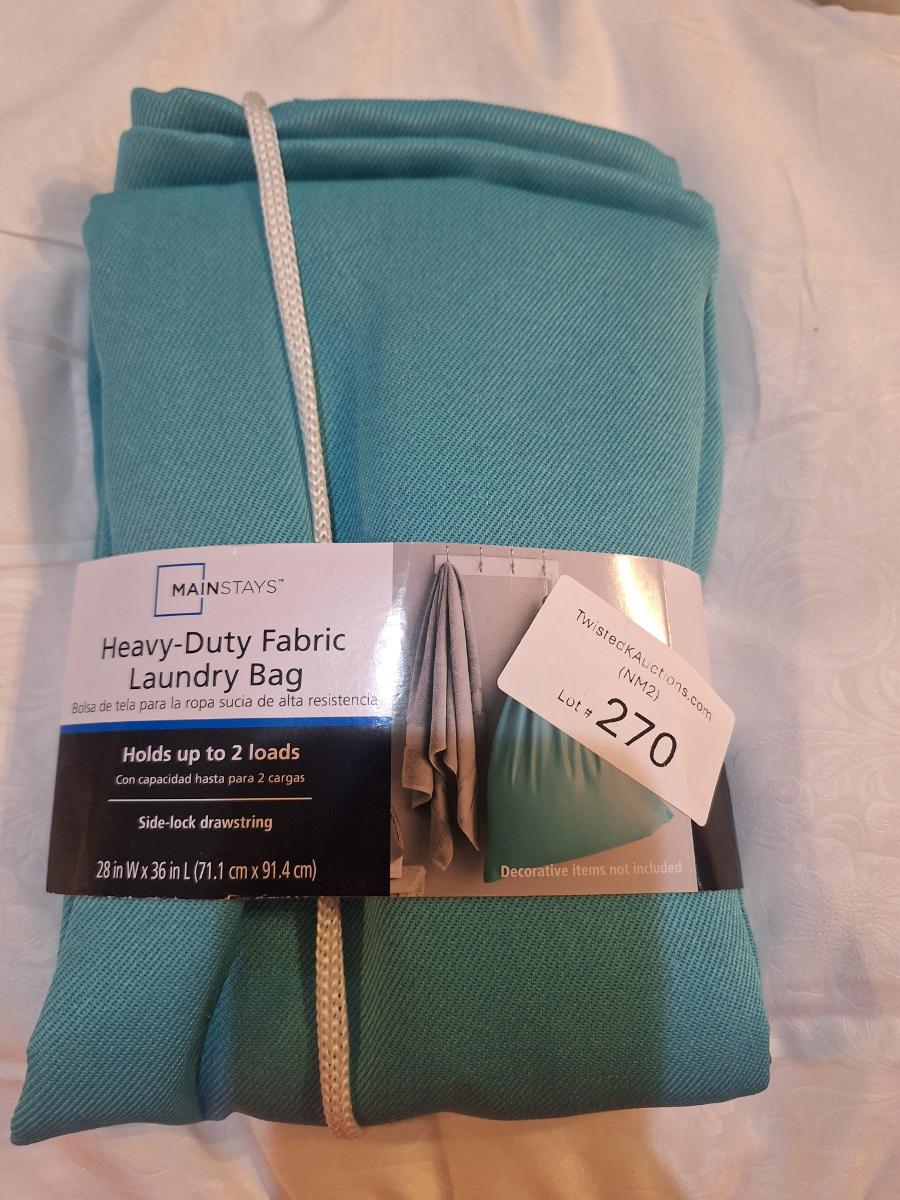 MAINSTAYS™
Heavy-Duty Fabric
Laundry Bag
Bolsa de tela para la ropa sucia de alta resistencia
Holds up to 2 loads
Con capacidad hasta para 2 cargas
Side-lock drawstring
28 in W x 36 in L (71.1 cm x 91.4 cm)
TwistedKAuctions.com
(NM2)
Lot # 270
Decorative items not included